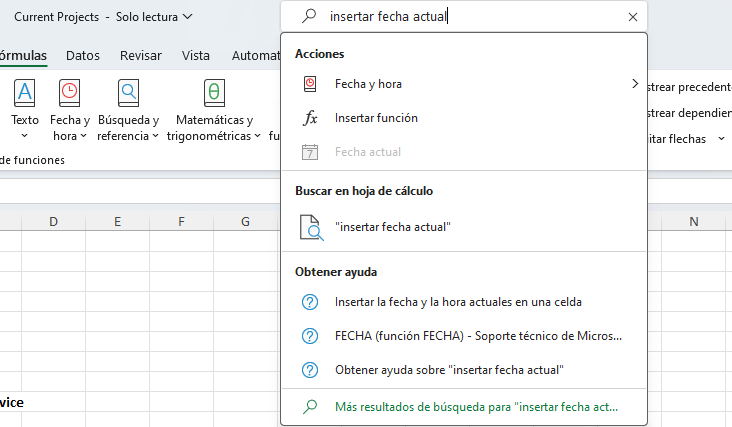 Current Projects - Solo lectura
insertar fecha actual
Fórmulas Datos Revisar Vista Automat
Texto
Fecha y hora
Búsqueda y referencia
Matemáticas y trigonométricas
fu
de funciones
strear precedente
strear dependien
itar flechas
Acciones
Fecha y hora
Insertar función
Fecha actual
Buscar en hoja de cálculo
"insertar fecha actual"
Obtener ayuda
Insertar la fecha y la hora actuales en una celda
FECHA (función FECHA) - Soporte técnico de Micros...
Obtener ayuda sobre "insertar fecha actual"
Más resultados de búsqueda para "insertar fecha act...
D E F G N
vice